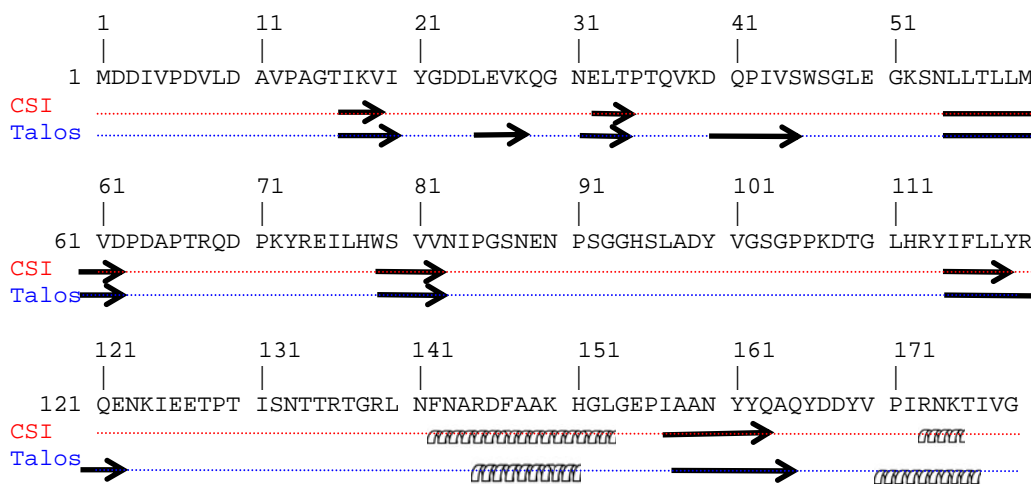 1 11 21 31 41 51
| | | | | |
1 MDDIVPDVLD AVPAGTIKVI YGDDLEVKQG NELTPTQVKD QPIVSWSGLE GKSNLLTLLM
CSI
Talos
61 71 81 91 101 111
| | | | | |
61 VDPDAPTRQD PKYREILHWS VVNIPGSNEN PSGGHSLADY VGSGPPKDTG LHRYIFLLYR
CSI
Talos
121 131 141 151 161 171
| | | | | |
121 QENKIEETPT ISNTTRTGRL NFNARDFAAK HGLGEPIAAN YYQAQYDDYV PIRNKTIVG
CSI
Talos